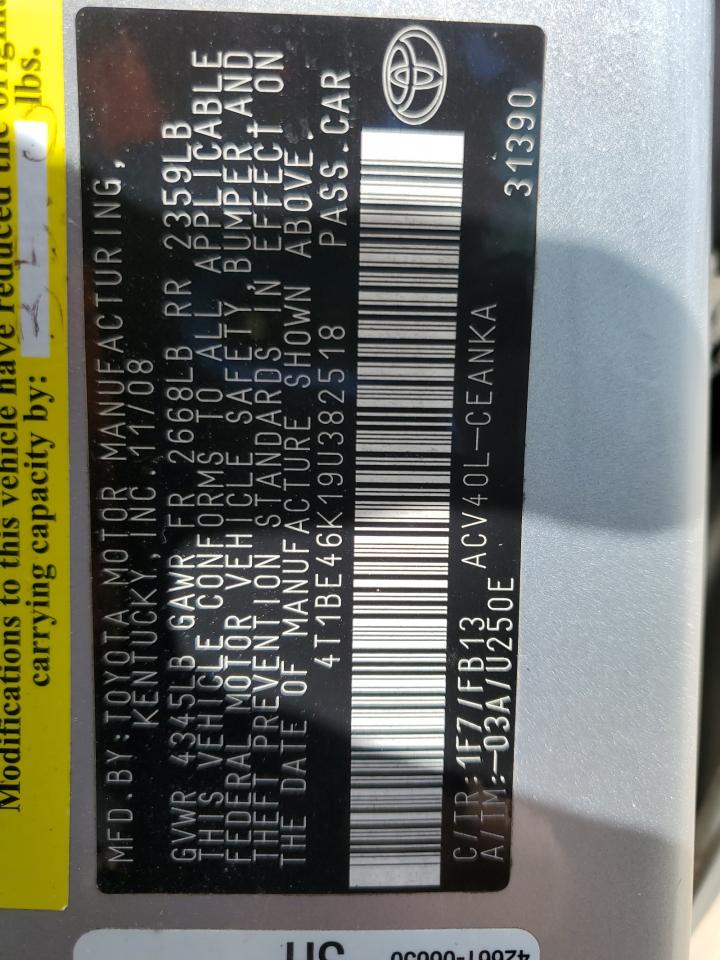 Modifications to this vehicle have reduced the original
carrying capacity by: lbs.
MFD.BY:TOYOTA MOTOR MANUFACTURING,
KENTUCKY,INC.11/08
GVWR 4345LB GAWR FR 2668LB RR 2359LB
THIS VEHICLE CONFORMS TO ALL APPLICABLE
FEDERAL MOTOR VEHICLE SAFETY, BUMPER,AND
THEFT PREVENTION STANDARDS IN EFFECT ON
THE DATE OF MANUFACTURE SHOWN ABOVE.
4T1BE46K19U382518 PASS.CAR
C/TR:1F7/FB13 ACV40L-CEANKA
A/TM:-03A/U250E 31390